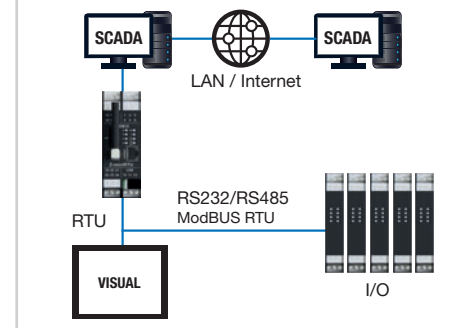 SCADA
SCADA
LAN / Internet
RTU
RS232/RS485
ModBUS RTU
VISUAL
I/O